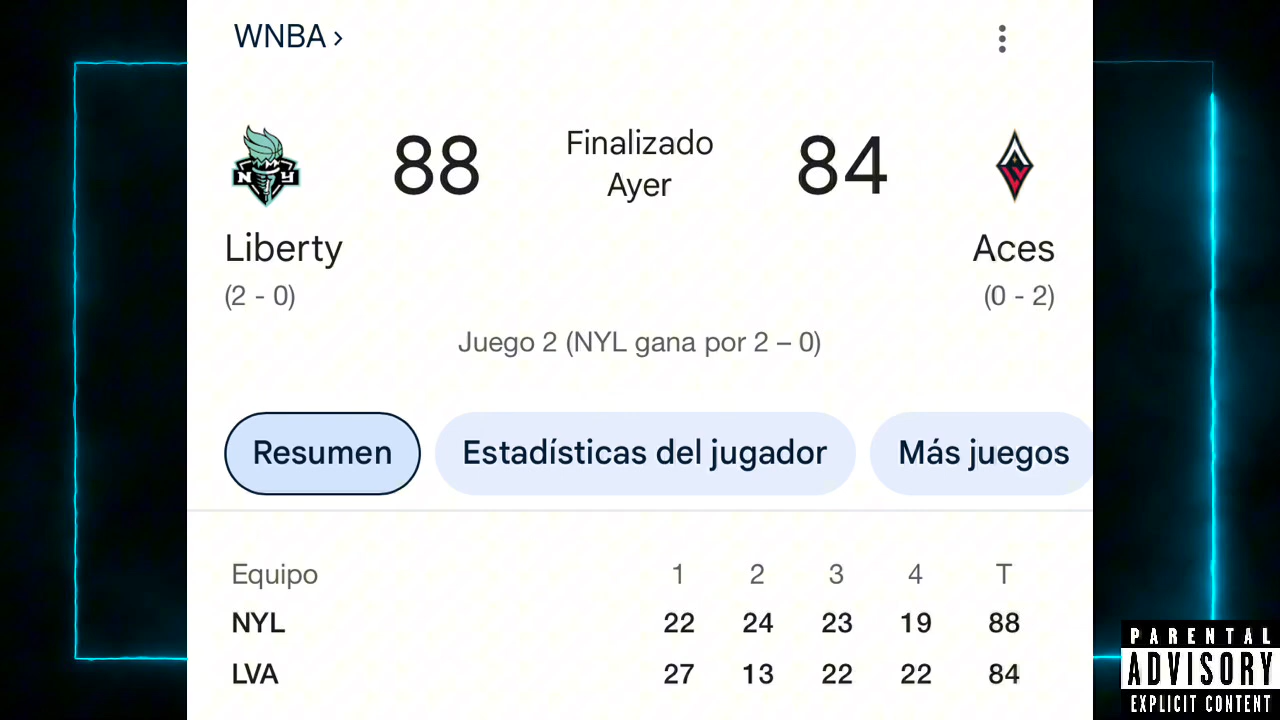 WNBA ›
88 Finalizado 84
Ayer
N Y
LV
Liberty Aces
(2 - 0) (0 - 2)
Juego 2 (NYL gana por 2 – 0)
Resumen Estadísticas del jugador Más juegos
Equipo 1 2 3 4 T
NYL 22 24 23 19 88
LVA 27 13 22 22 84
PARENTAL
ADVISORY
EXPLICIT CONTENT